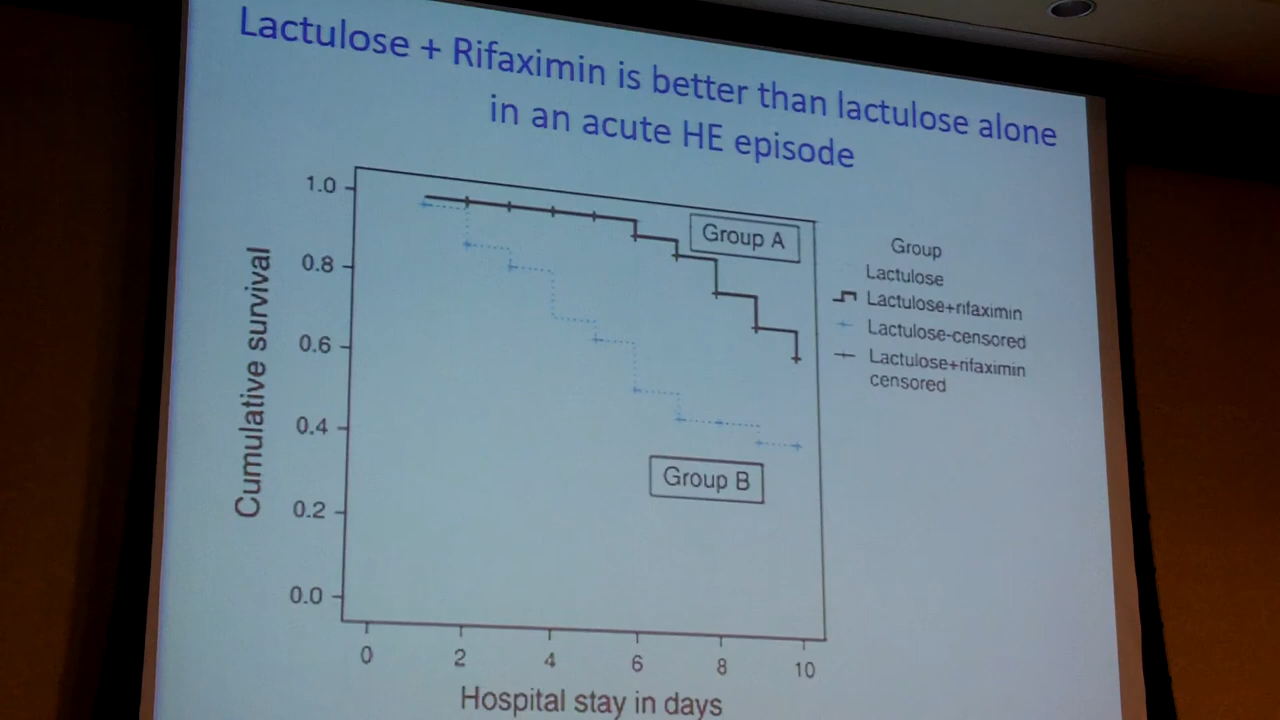 Lactulose + Rifaximin is better than lactulose alone
in an acute HE episode
1.0
0.8
0.6
0.4
0.2
0.0
Cumulative survival
Group A
Group B
0 2 4 6 8 10
Hospital stay in days
Group
Lactulose
Lactulose+rifaximin
Lactulose-censored
Lactulose+rifaximin
censored